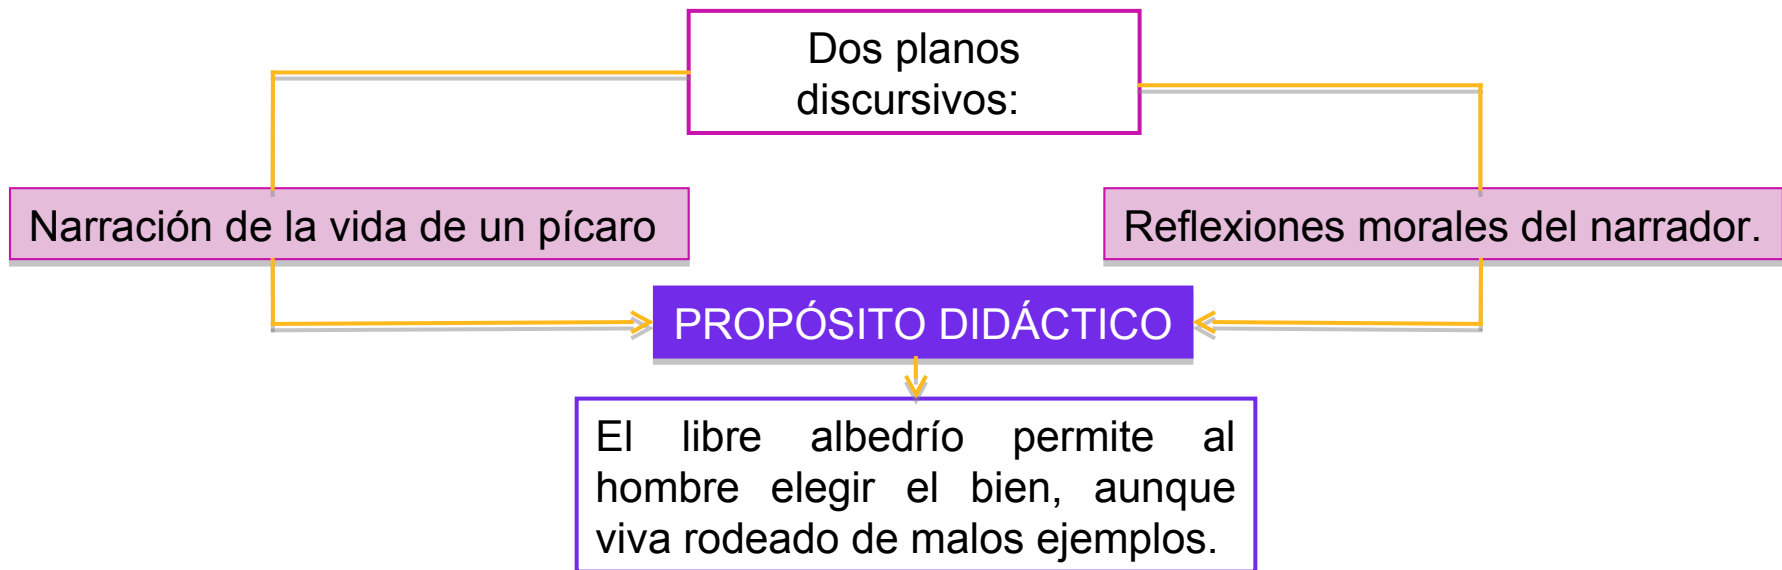 Dos planos
discursivos:
Narración de la vida de un pícaro
Reflexiones morales del narrador.
PROPÓSITO DIDÁCTICO
El libre albedrío permite al
hombre elegir el bien, aunque
viva rodeado de malos ejemplos.